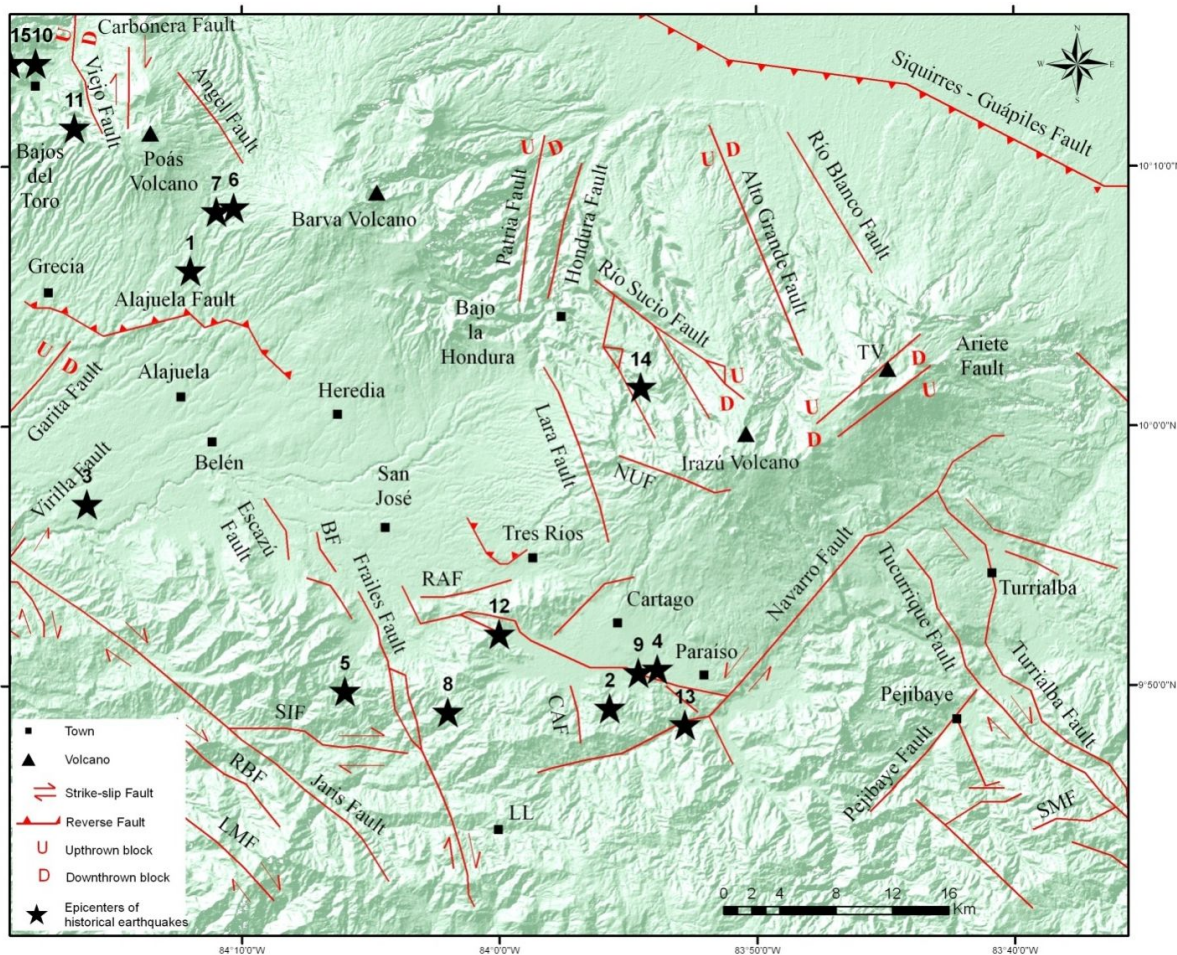 Carbonera Fault
1510
U
D
Viejo Fault
Angel Fault
11
Bajos
del
Toro
Poás
Volcano
7
6
Barva Volcano
1
Grecia
Alajuela Fault
U
D
Garita Fault
Alajuela
Heredia
Belén
Virilla Fault
3
Escazú
Fault
San
José
BF
Siquirres - Guápiles Fault
N
W
E
S
U
D
Patria Fault
Hondura Fault
U
D
Alto Grande Fault
Río Blanco Fault
Río Sucio Fault
Bajo
la
Hondura
14
U
D
TV
D
U
U
D
Ariete
Fault
Lara Fault
NUF
Irazú Volcano
Tres Ríos
RAF
Frailes Fault
12
Cartago
9
4
Paraíso
Navarro Fault
Tucurrique Fault
Turrialba
Turrialba Fault
5
8
2
13
CAF
SIF
Pejibaye
Pejibaye Fault
RBF
Jaris Fault
LMF
LL
SMF
Town
Volcano
Strike-slip Fault
Reverse Fault
U Upthrown block
D Downthrown block
Epicenters of
historical earthquakes
0 2 4 8 12 16
Km
10°10'0"N
10°0'0"N
9°50'0"N
84°10'0"W
84°0'0"W
83°50'0"W
83°40'0"W